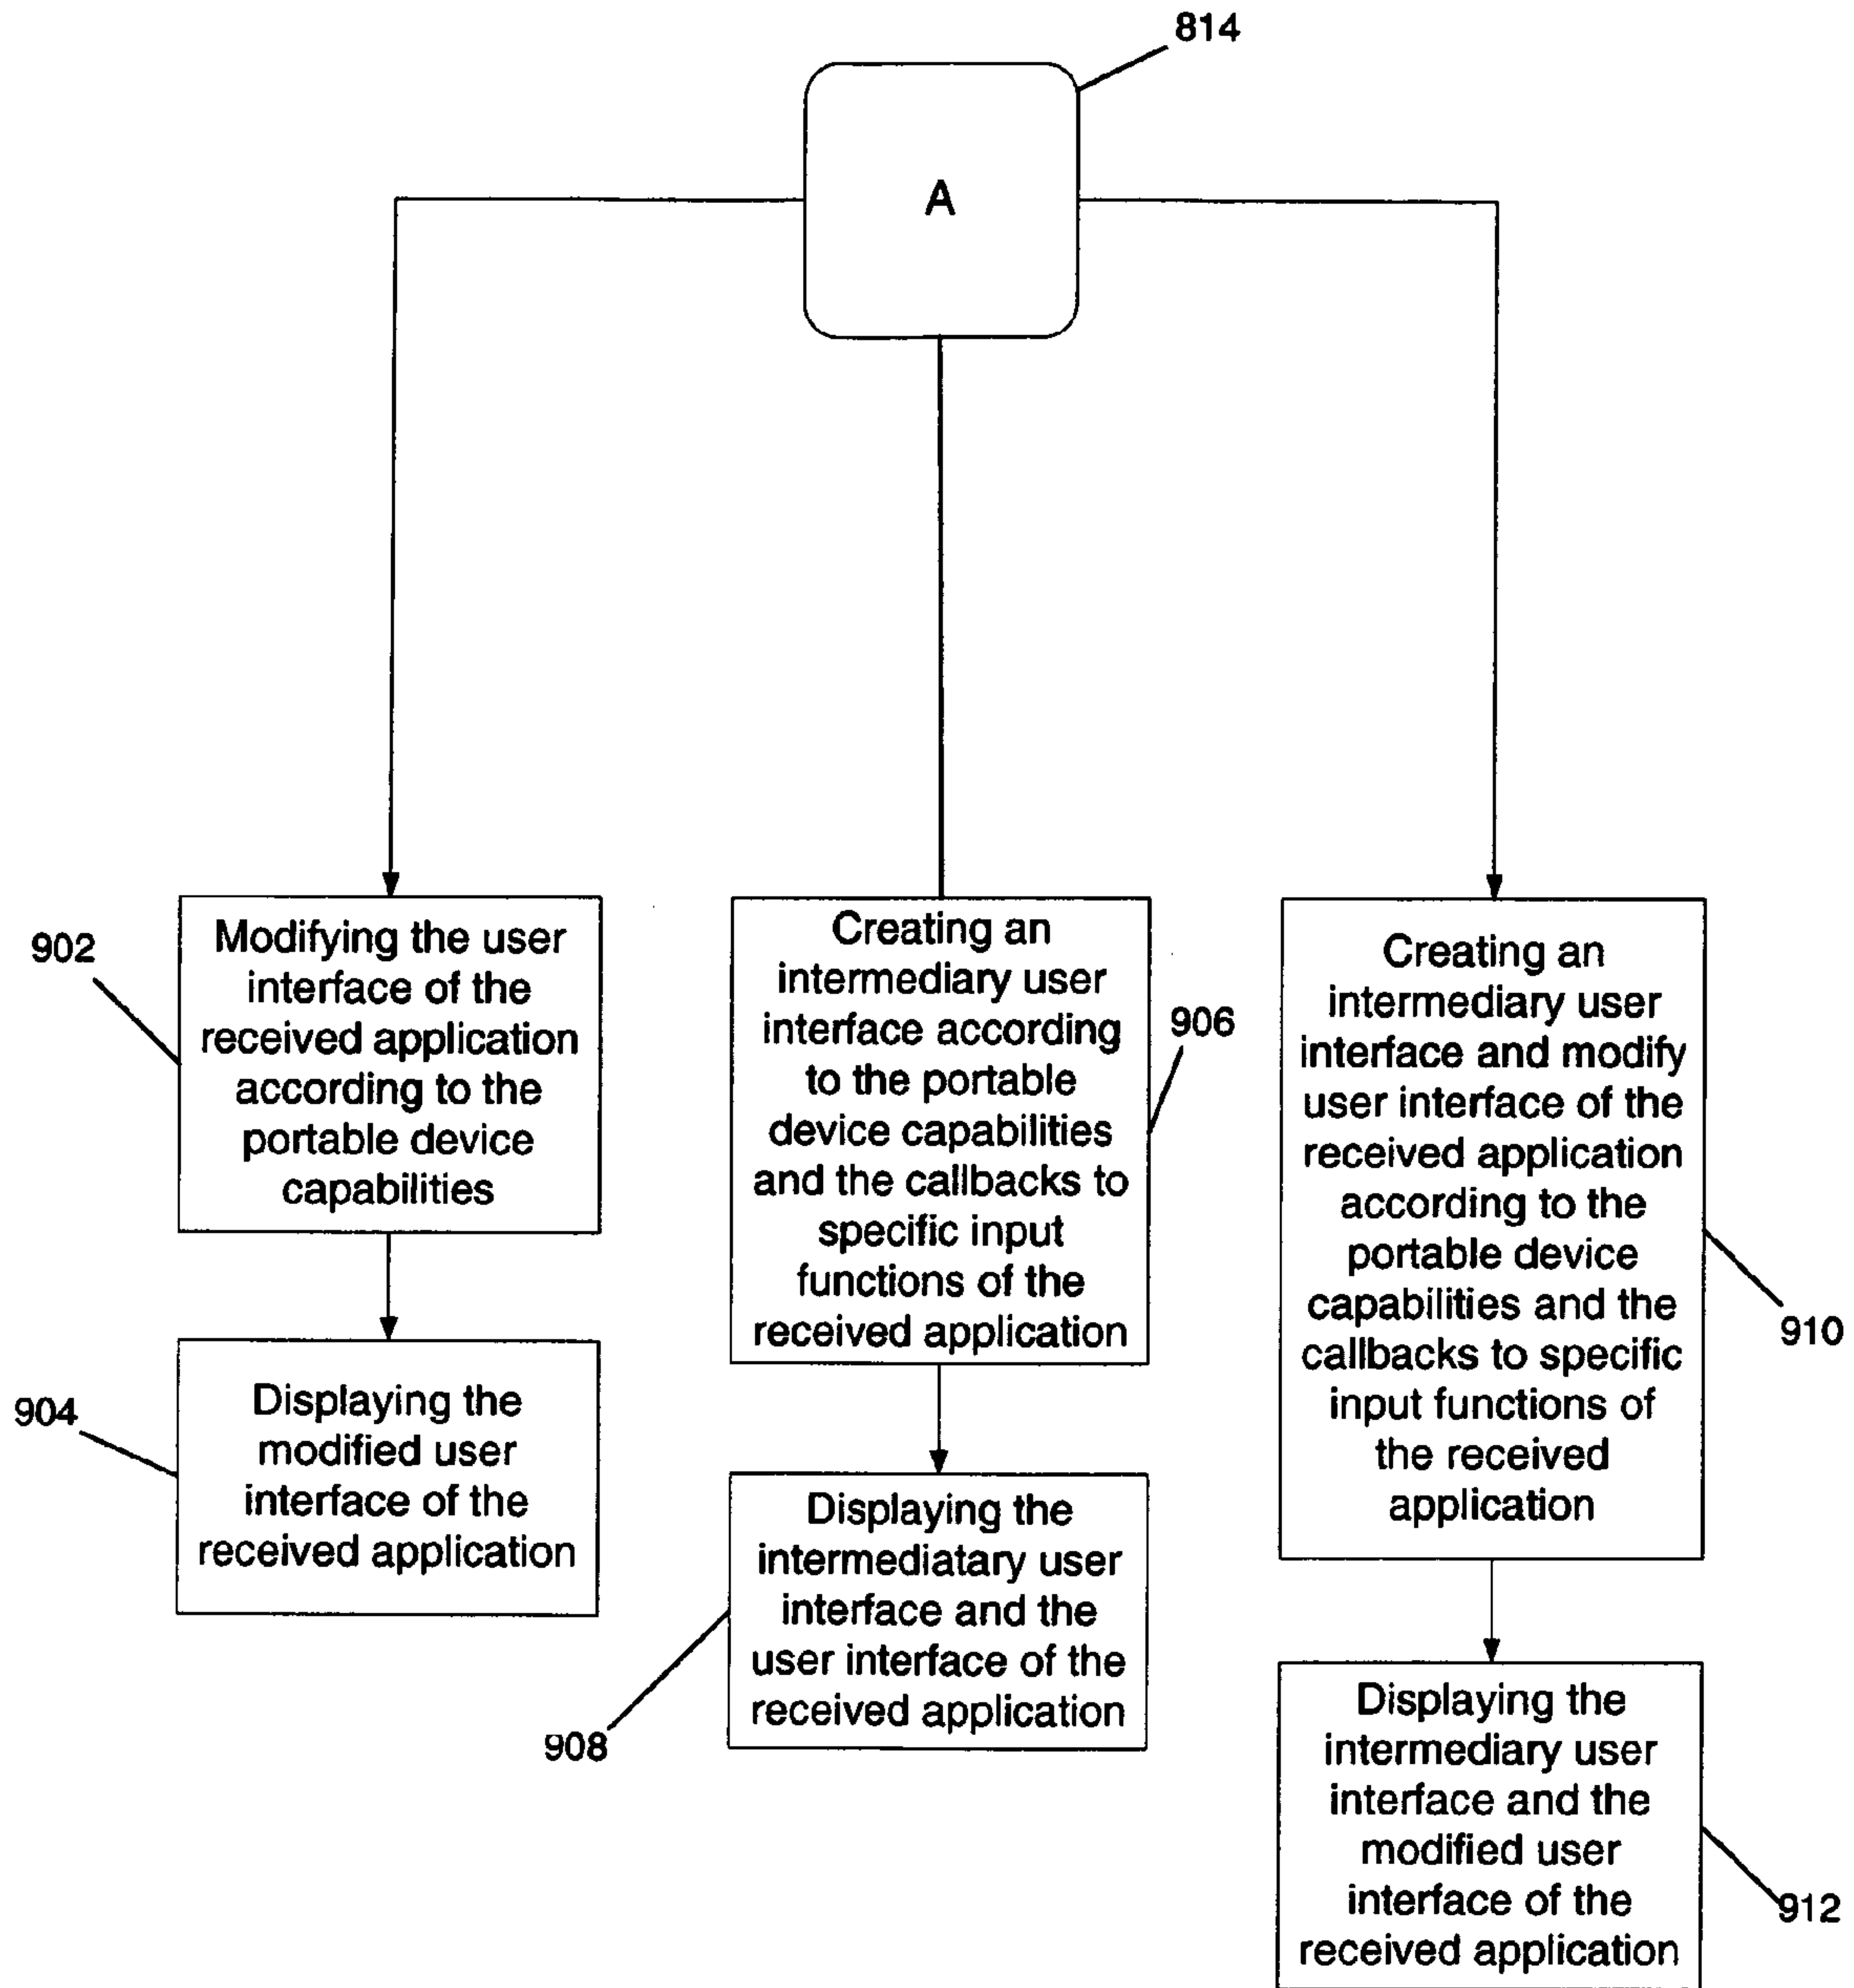 814
A
902
Modifying the user
interface of the
received application
according to the
portable device
capabilities
904
Displaying the
modified user
interface of the
received application
906
Creating an
intermediary user
interface according
to the portable
device capabilities
and the callbacks to
specific input
functions of the
received application
908
Displaying the
intermediatary user
interface and the
user interface of the
received application
910
Creating an
intermediary user
interface and modify
user interface of the
received application
according to the
portable device
capabilities and the
callbacks to specific
input functions of
the received
application
912
Displaying the
intermediary user
interface and the
modified user
interface of the
received application